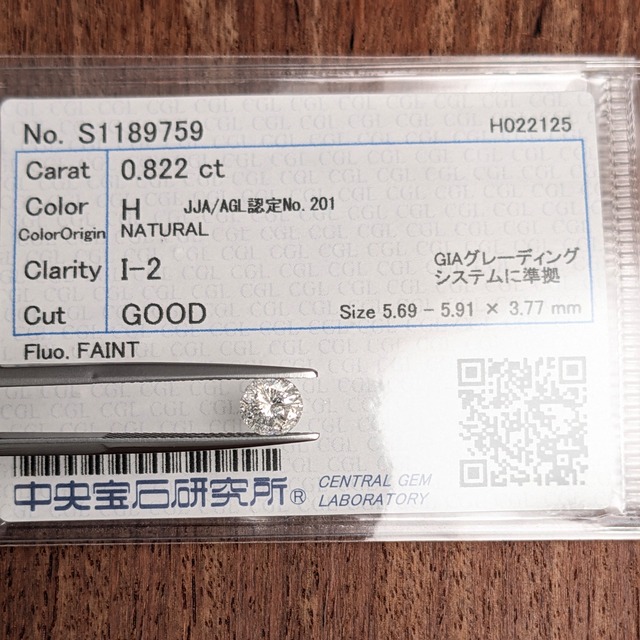 No. S1189759 H022125
Carat 0.822 ct
Color H JJA/AGL認定No.201
ColorOrigin NATURAL
Clarity I-2 GIAグレーディング
システムに準拠
Cut GOOD Size 5.69 - 5.91 × 3.77 mm
Fluo. FAINT
中央宝石研究所® CENTRAL GEM
LABORATORY